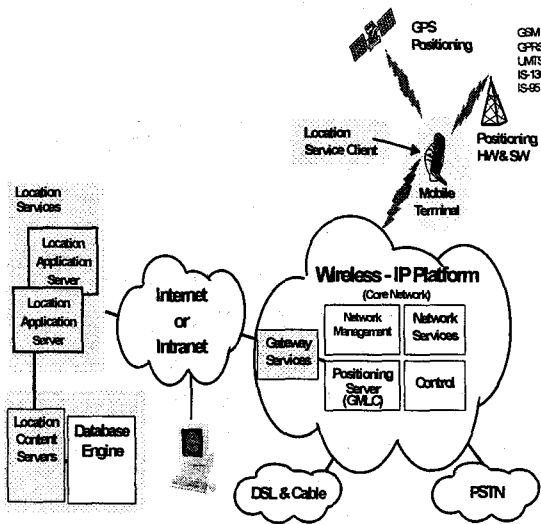 GPS
Positioning
GSM
GPRS
UMTS
IS-136
IS-95
Positioning
HW & SW
Location
Service Client
Mobile
Terminal
Location
Services
Location
Application
Server
Location
Application
Server
Internet
or
Intranet
Wireless - IP Platform
(Core Network)
Network
Management
Network
Services
Gateway
Services
Positioning
Server
(GMLC)
Control
Location
Content
Servers
Database
Engine
DSL & Cable
PSTN